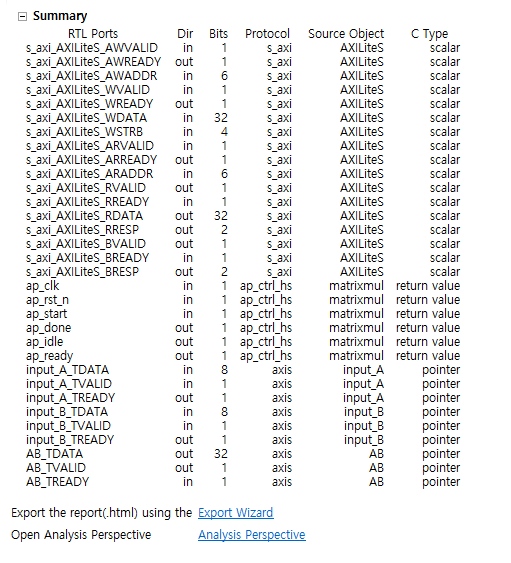 Summary
RTL Ports Dir Bits Protocol Source Object C Type
s_axi_AXILiteS_AWVALID in 1 s_axi AXILiteS scalar
s_axi_AXILiteS_AWREADY out 1 s_axi AXILiteS scalar
s_axi_AXILiteS_AWADDR in 6 s_axi AXILiteS scalar
s_axi_AXILiteS_WVALID in 1 s_axi AXILiteS scalar
s_axi_AXILiteS_WREADY out 1 s_axi AXILiteS scalar
s_axi_AXILiteS_WDATA in 32 s_axi AXILiteS scalar
s_axi_AXILiteS_WSTRB in 4 s_axi AXILiteS scalar
s_axi_AXILiteS_ARVALID in 1 s_axi AXILiteS scalar
s_axi_AXILiteS_ARREADY out 1 s_axi AXILiteS scalar
s_axi_AXILiteS_ARADDR in 6 s_axi AXILiteS scalar
s_axi_AXILiteS_RVALID out 1 s_axi AXILiteS scalar
s_axi_AXILiteS_RREADY in 1 s_axi AXILiteS scalar
s_axi_AXILiteS_RDATA out 32 s_axi AXILiteS scalar
s_axi_AXILiteS_RRESP out 2 s_axi AXILiteS scalar
s_axi_AXILiteS_BVALID out 1 s_axi AXILiteS scalar
s_axi_AXILiteS_BREADY in 1 s_axi AXILiteS scalar
s_axi_AXILiteS_BRESP out 2 s_axi AXILiteS scalar
ap_clk in 1 ap_ctrl_hs matrixmul return value
ap_rst_n in 1 ap_ctrl_hs matrixmul return value
ap_start in 1 ap_ctrl_hs matrixmul return value
ap_done out 1 ap_ctrl_hs matrixmul return value
ap_idle out 1 ap_ctrl_hs matrixmul return value
ap_ready out 1 ap_ctrl_hs matrixmul return value
input_A_TDATA in 8 axis input_A pointer
input_A_TVALID in 1 axis input_A pointer
input_A_TREADY out 1 axis input_A pointer
input_B_TDATA in 8 axis input_B pointer
input_B_TVALID in 1 axis input_B pointer
input_B_TREADY out 1 axis input_B pointer
AB_TDATA out 32 axis AB pointer
AB_TVALID out 1 axis AB pointer
AB_TREADY in 1 axis AB pointer
Export the report(.html) using the Export Wizard
Open Analysis Perspective Analysis Perspective